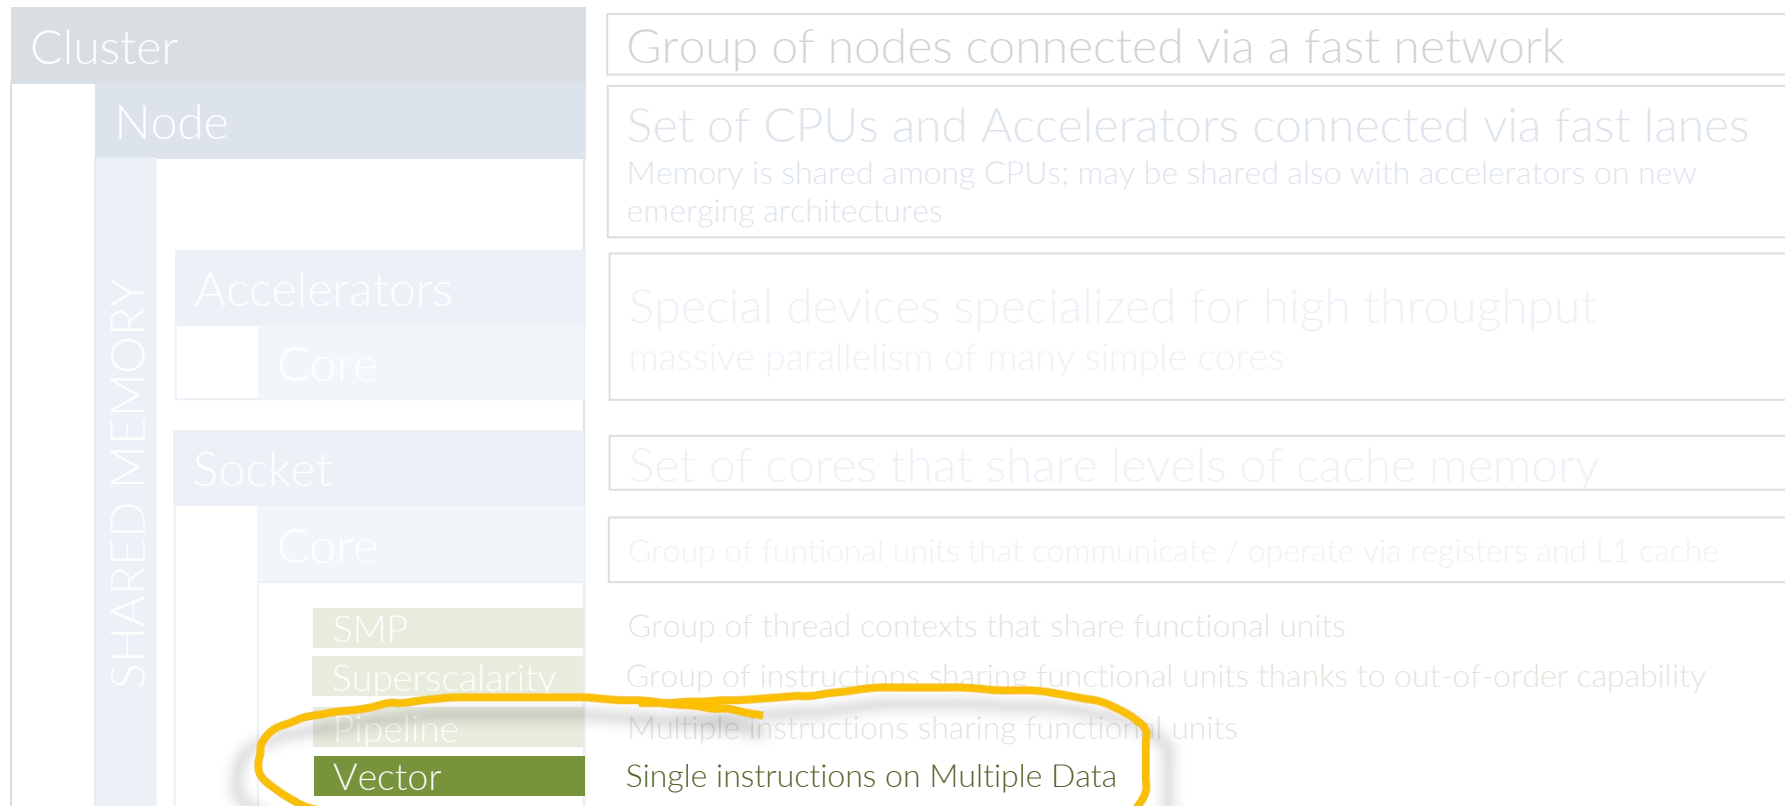 Cluster
Group of nodes connected via a fast network
Node
Set of CPUs and Accelerators connected via fast lanes
Memory is shared among CPUs; may be shared also with accelerators on new
emerging architectures
SHARED MEMORY
Accelerators
Special devices specialized for high throughput
massive parallelism of many simple cores
Core
Socket
Set of cores that share levels of cache memory
Core
Group of funtional units that communicate / operate via registers and L1 cache
SMP
Group of thread contexts that share functional units
Superscalarity
Group of instructions sharing functional units thanks to out-of-order capability
Pipeline
Multiple instructions sharing functional units
Vector
Single instructions on Multiple Data